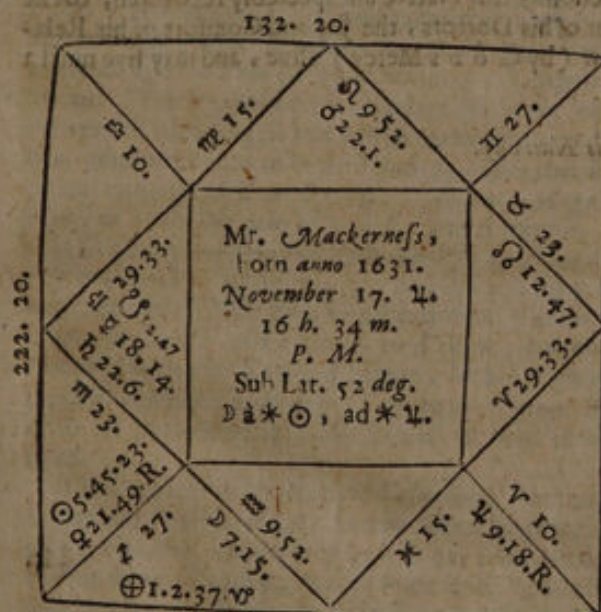 132. 20.
♌ 9.52.
♂ 22.1.
♍ 15.
♎ 10.
♊ 27.
♉ 23.
☊ 12.47.
♈ 29.33.
♈ 10.
♃ 9.18. R.
♓ 15.
♒ 9.52.
☽ 7.15.
27.
⊕ 1.2.37. ♑
☉ 5.45.23.
♀ 21.49. R.
♏ 23.
♎ 29.33.
☋ 12.47
18.14.
♄ 22.6.
222. 20.
Mr. Mackerneſs,
born anno 1631.
November 17. ♃.
16 h. 34 m.
P. M.
Sub Lat. 52 deg.
☽ à ⚹ ☉, ad ⚹ ♃.